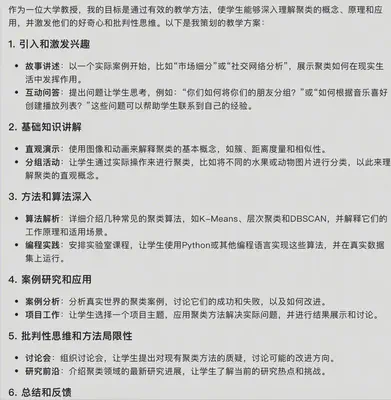 作为一位大学教授，我的目标是通过有效的教学方法，使学生能够深入理解聚类的概念、原理和应
用，并激发他们的好奇心和批判性思维。以下是我策划的教学方案：
1. 引入和激发兴趣
• 故事讲述：以一个实际案例开始，比如“市场细分”或“社交网络分析”，展示聚类如何在现实生
活中发挥作用。
• 互动问答：提出问题让学生思考，例如：“你们如何将你们的朋友分组？”或“如何根据音乐喜好
创建播放列表？”这些问题可以帮助学生联系到自己的经验。
2. 基础知识讲解
• 直观演示：使用图像和动画来解释聚类的基本概念，如簇、距离度量和相似性。
• 分组活动：让学生通过实际操作来进行聚类，比如将不同的水果或动物图片进行分类，以此来理
解聚类的直观概念。
3. 方法和算法深入
• 算法解析：详细介绍几种常见的聚类算法，如K-Means、层次聚类和DBSCAN，并解释它们的
工作原理和适用场景。
• 编程实践：安排实验室课程，让学生使用Python或其他编程语言实现这些算法，并在真实数据
集上运行。
4. 案例研究和应用
• 案例分析：分析真实世界的聚类案例，讨论它们的成功和失败，以及如何改进。
• 项目工作：让学生选择一个项目主题，应用聚类方法解决实际问题，并进行结果展示和讨论。
5. 批判性思维和方法局限性
• 讨论会：组织讨论会，让学生提出对现有聚类方法的质疑，讨论可能的改进方向。
• 研究前沿：介绍聚类领域的最新研究进展，让学生了解当前的研究热点和挑战。
6. 总结和反馈